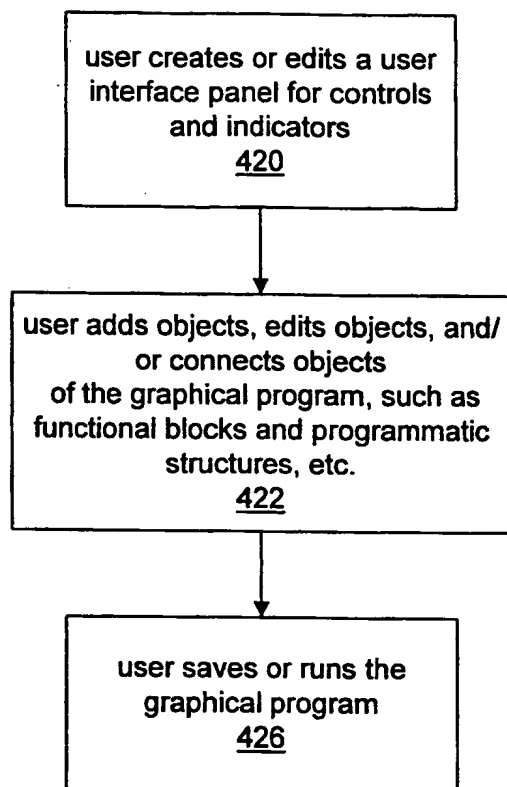 user creates or edits a user
interface panel for controls
and indicators
420
user adds objects, edits objects, and/
or connects objects
of the graphical program, such as
functional blocks and programmatic
structures, etc.
422
user saves or runs the
graphical program
426